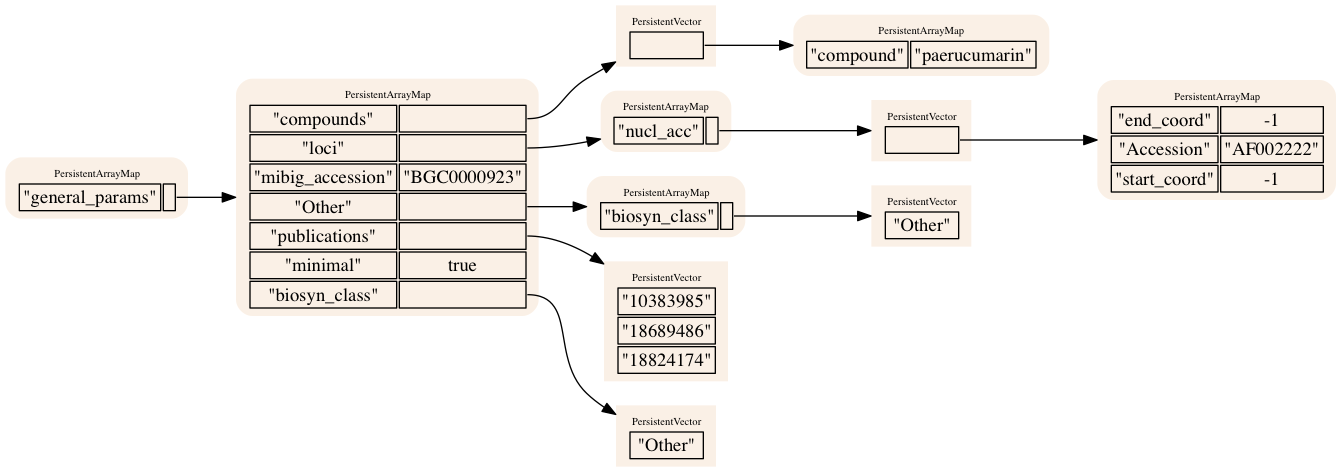 PersistentArrayMap
"general_params"
PersistentArrayMap
"compounds"
"loci"
"mibig_accession" "BGC0000923"
"Other"
"publications"
"minimal" true
"biosyn_class"
PersistentVector
PersistentArrayMap
"compound" "paerucumarin"
PersistentArrayMap
"nucl_acc"
PersistentVector
PersistentArrayMap
"end_coord" -1
"Accession" "AF002222"
"start_coord" -1
PersistentArrayMap
"biosyn_class"
PersistentVector
"Other"
PersistentVector
"10383985"
"18689486"
"18824174"
PersistentVector
"Other"